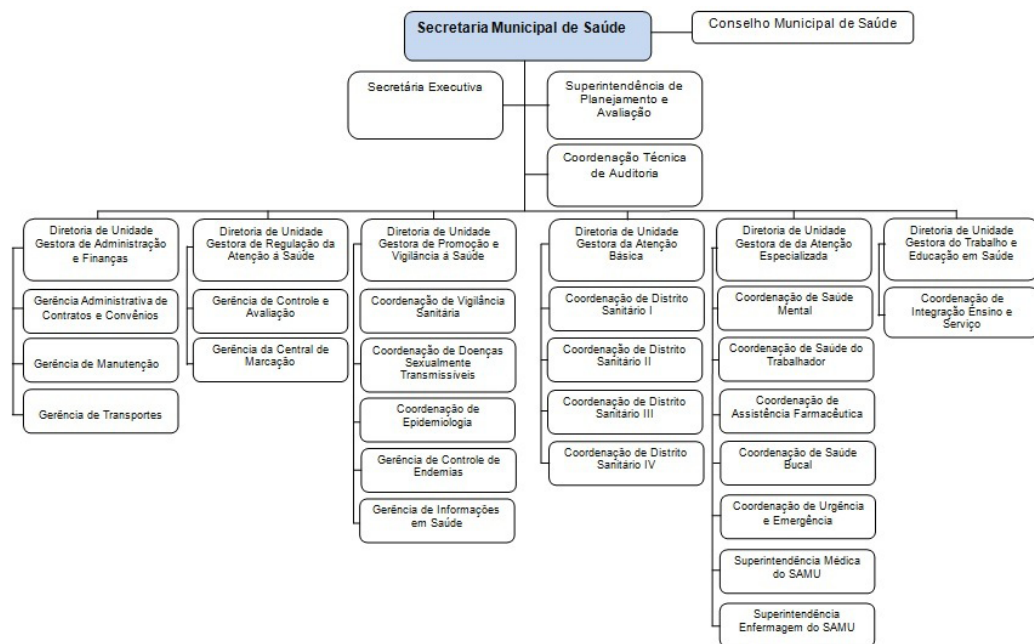 Secretaria Municipal de Saúde
Conselho Municipal de Saúde
Secretária Executiva
Superintendência de
Planejamento e
Avaliação
Coordenação Técnica
de Auditoria
Diretoria de Unidade
Gestora de Administração
e Finanças
Gerência Administrativa de
Contratos e Convênios
Gerência de Manutenção
Gerência de Transportes
Diretoria de Unidade
Gestora de Regulação da
Atenção á Saúde
Gerência de Controle e
Avaliação
Gerência da Central de
Marcação
Diretoria de Unidade
Gestora de Promoção e
Vigilância á Saúde
Coordenação de Vigilância
Sanitária
Coordenação de Doenças
Sexualmente
Transmissíveis
Coordenação de
Epidemiologia
Gerência de Controle de
Endemias
Gerência de Informações
em Saúde
Diretoria de Unidade
Gestora da Atenção
Básica
Coordenação de Distrito
Sanitário I
Coordenação de Distrito
Sanitário II
Coordenação de Distrito
Sanitário III
Coordenação de Distrito
Sanitário IV
Diretoria de Unidade
Gestora de da Atenção
Especializada
Coordenação de Saúde
Mental
Coordenação de Saúde do
Trabalhador
Coordenação de
Assistência Farmacêutica
Coordenação de Saúde
Bucal
Coordenação de Urgência
e Emergência
Superintendência Médica
do SAMU
Superintendência
Enfermagem do SAMU
Diretoria de Unidade
Gestora do Trabalho e
Educação em Saúde
Coordenação de
Integração Ensino e
Serviço